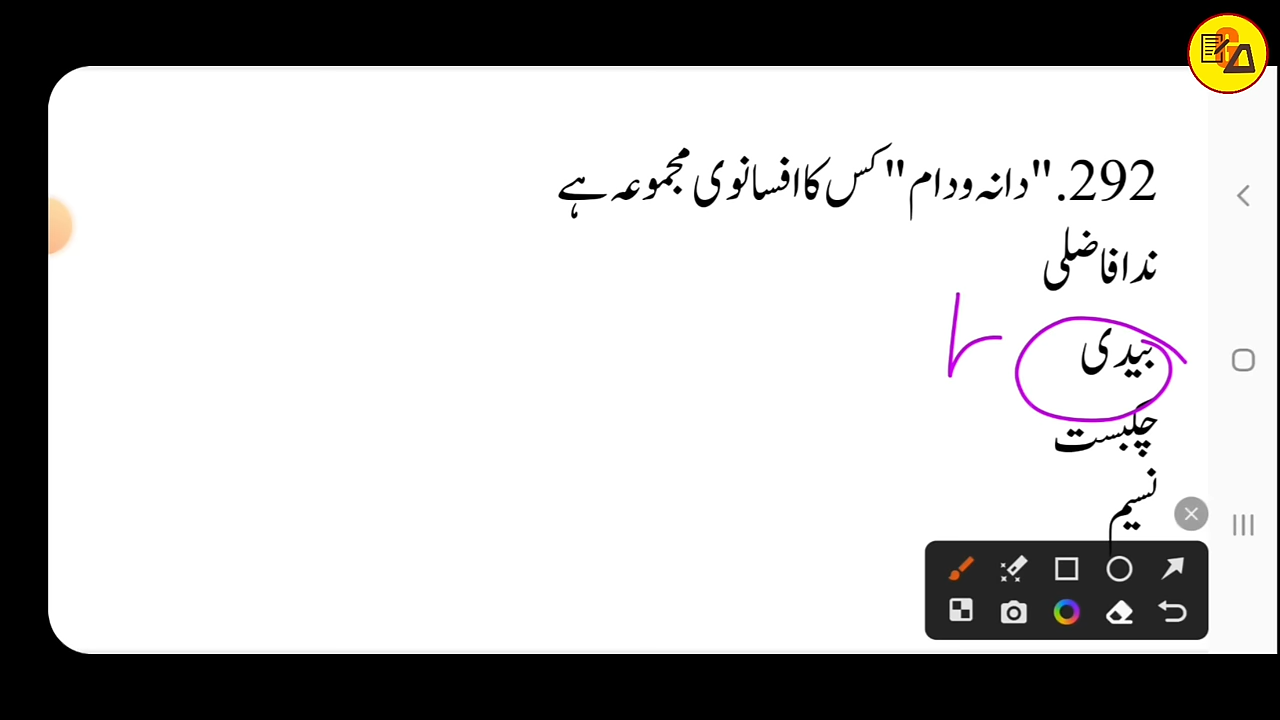 292. "دانہ ودام" کس کا افسانوی مجموعہ ہے
ندا فاضلی
بیدی
چکبست
نسیم